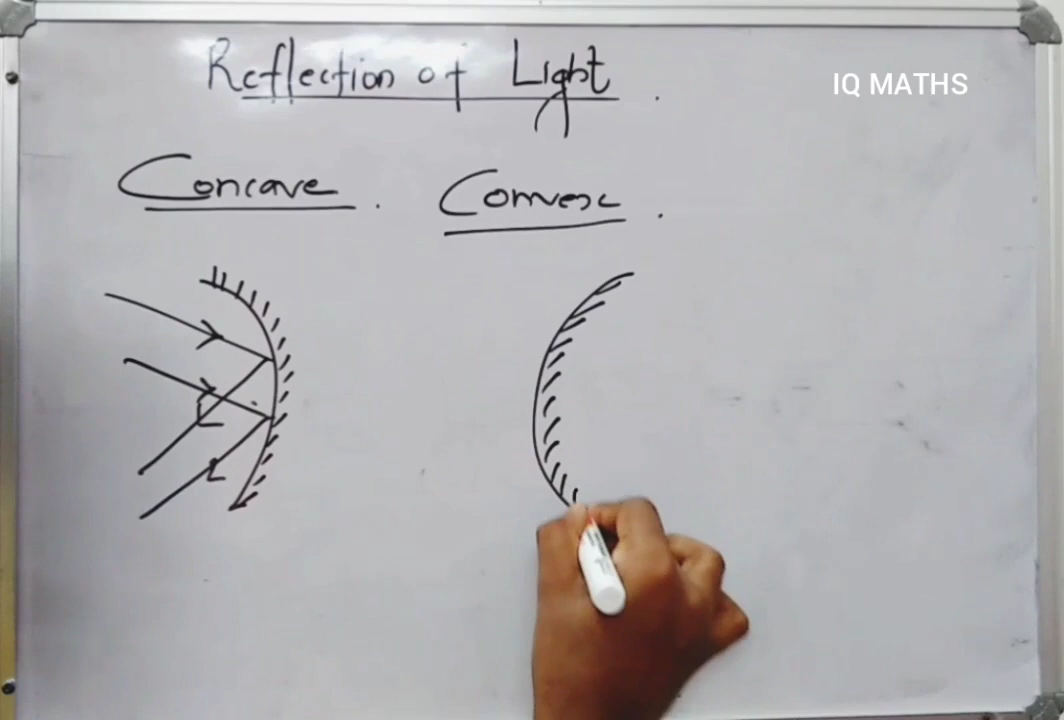 Reflection of Light.
IQ MATHS
Concave. Convex.